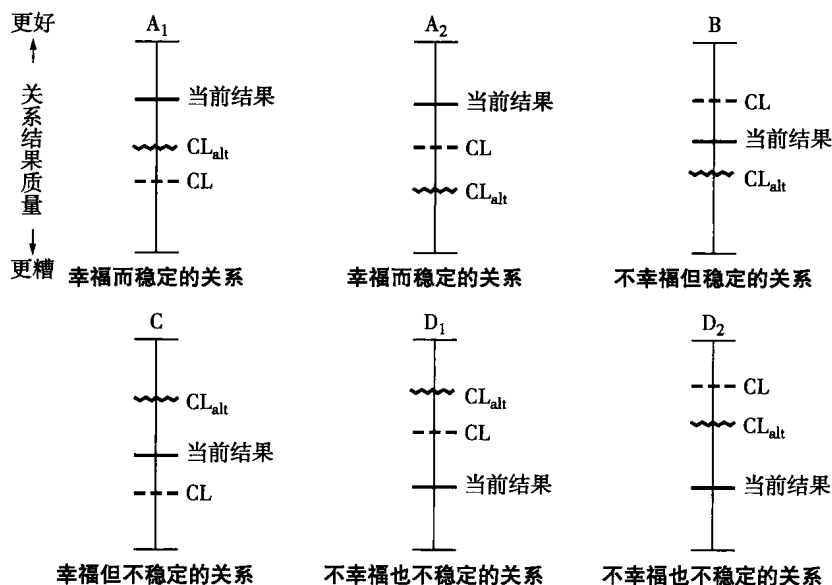 更好
关系结果质量
更糟
A₁
当前结果
CLalt
CL
幸福而稳定的关系
A₂
当前结果
CL
CLalt
幸福而稳定的关系
B
CL
当前结果
CLalt
不幸福但稳定的关系
C
CLalt
当前结果
CL
幸福但不稳定的关系
D₁
CLalt
CL
当前结果
不幸福也不稳定的关系
D₂
CL
CLalt
当前结果
不幸福也不稳定的关系